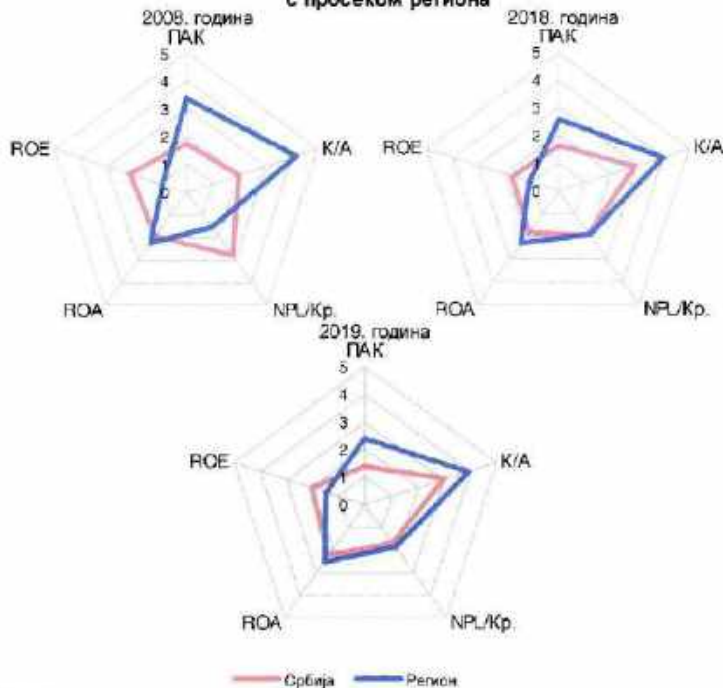 с просеком региона
2008. година
ПАК
5
4
3
2
1
0
ROE
К/А
ROA
NPL/Кр.
2018. година
ПАК
5
4
3
2
1
0
ROE
К/А
ROA
NPL/Кр.
2019. година
ПАК
5
4
3
2
1
0
ROE
К/А
ROA
NPL/Кр.
Србија
Регион